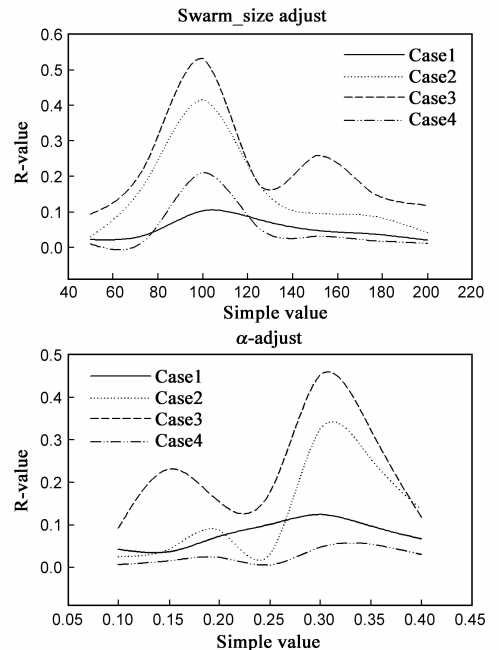 Swarm_size adjust
0.6
0.5
0.4
0.3
0.2
0.1
0.0
R-value
Case1
Case2
Case3
Case4
40 60 80 100 120 140 160 180 200 220
Simple value
α-adjust
0.5
0.4
0.3
0.2
0.1
0.0
R-value
Case1
Case2
Case3
Case4
0.05 0.10 0.15 0.20 0.25 0.30 0.35 0.40 0.45
Simple value